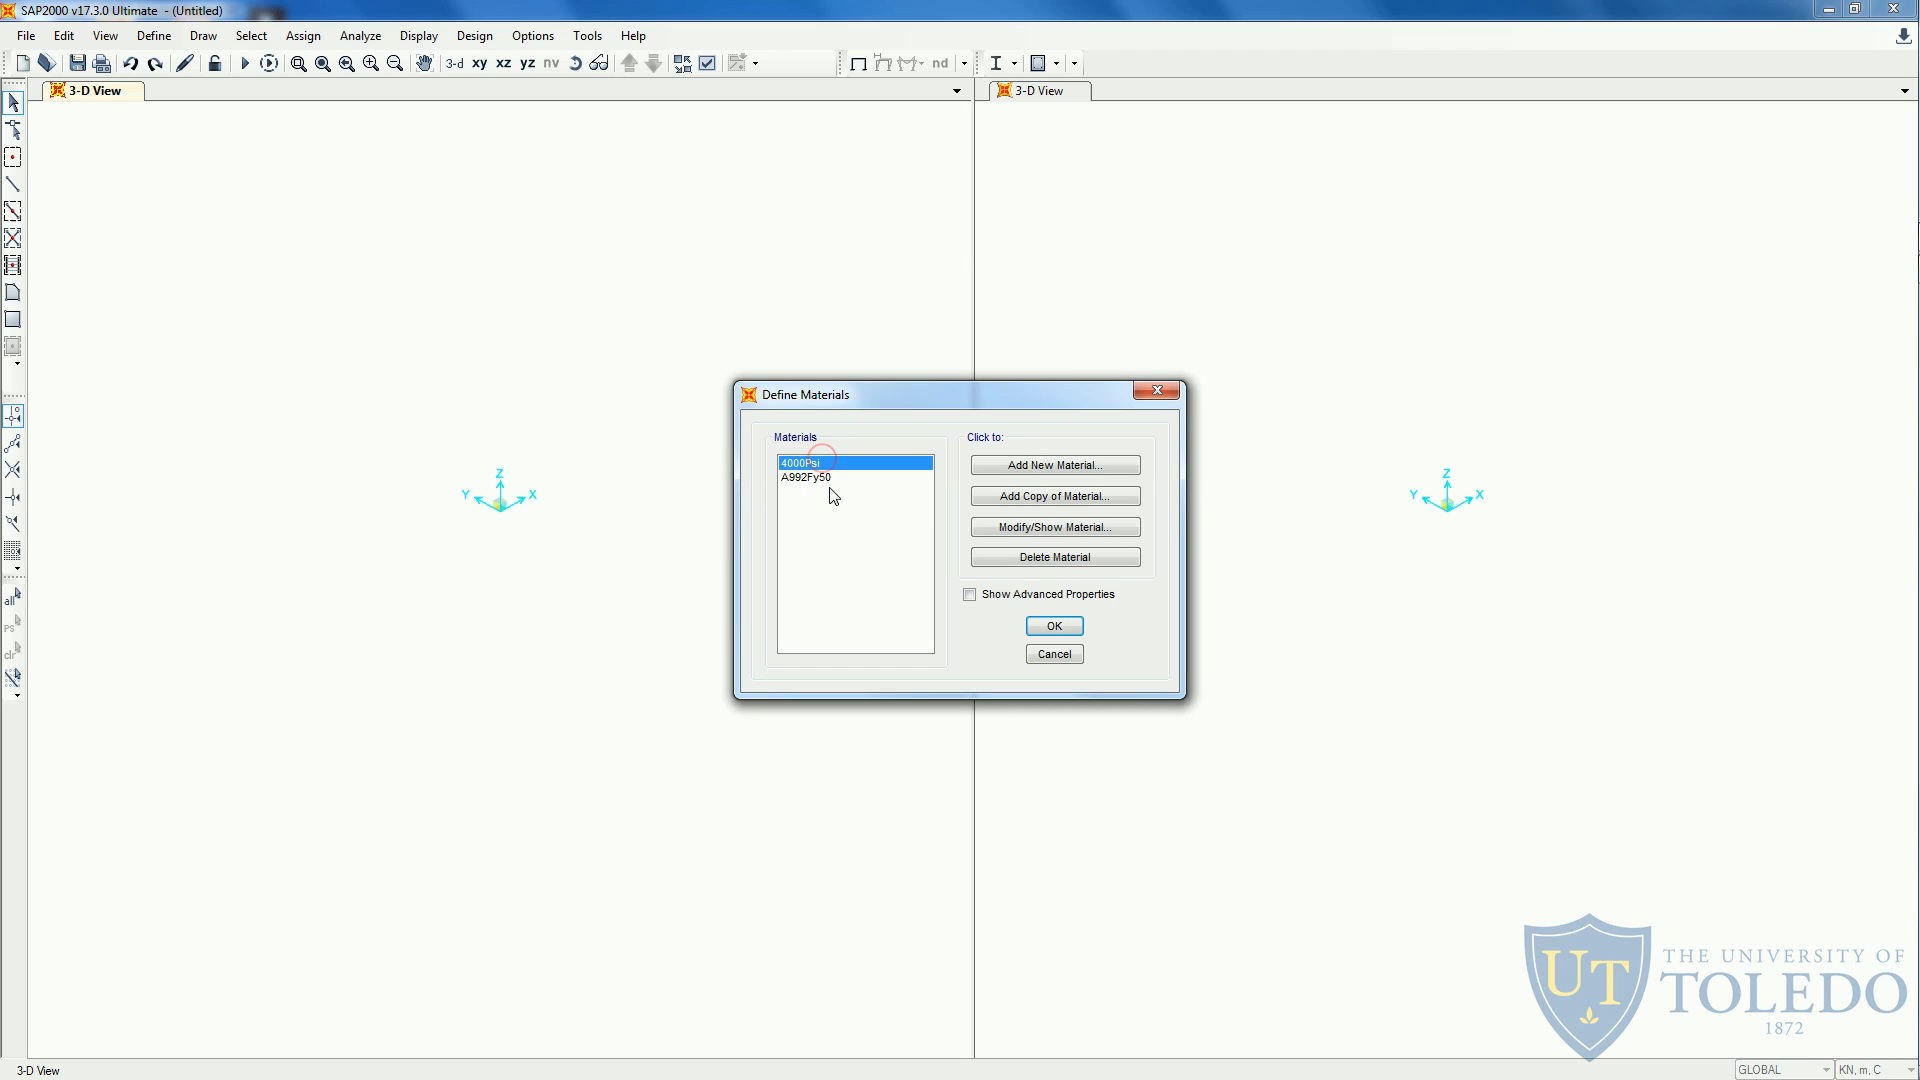 SAP2000 v17.3.0 Ultimate - (Untitled)
File Edit View Define Draw Select Assign Analyze Display Design Options Tools Help
3-d xy xz yz nv
nd
3-D View
3-D View
Define Materials
Materials
4000Psi
A992Fy50
Click to:
Add New Material...
Add Copy of Material...
Modify/Show Material...
Delete Material
Show Advanced Properties
OK
Cancel
Z
Y
X
Z
Y
X
all
ps
clr
UT
THE UNIVERSITY OF
TOLEDO
1872
3-D View
GLOBAL
KN, m, C